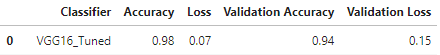 Classifier Accuracy Loss Validation Accuracy Validation Loss
0 VGG16_Tuned 0.98 0.07 0.94 0.15